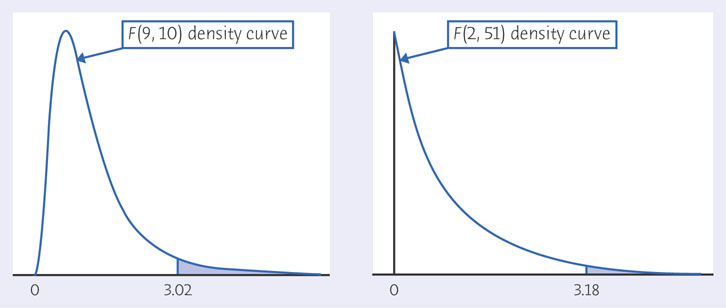 F(9, 10) density curve
0
3.02
F(2, 51) density curve
0
3.18